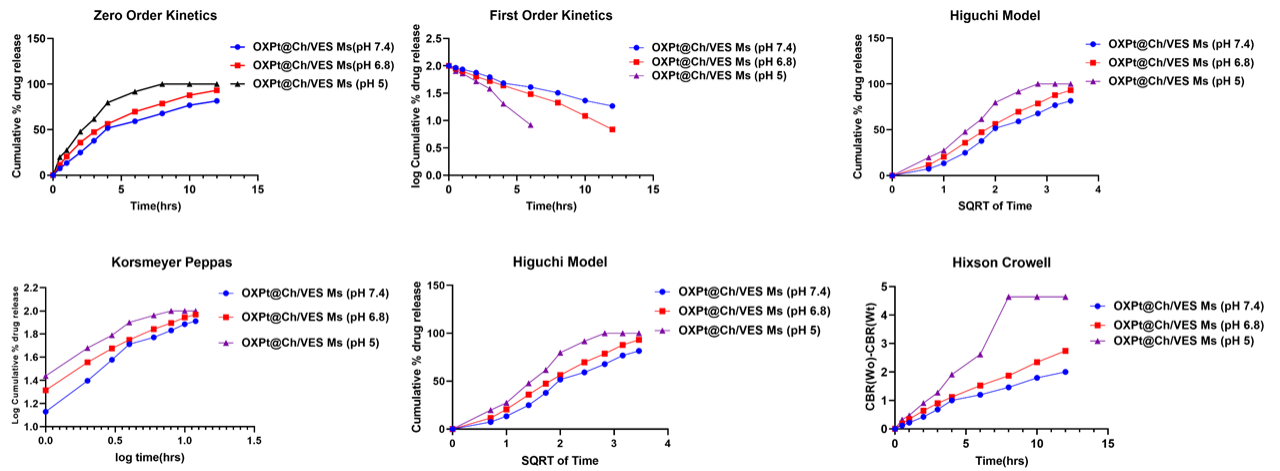 Zero Order Kinetics
Cumulative % drug release
150
100
50
0
0
5
10
15
Time(hrs)
OXPt@Ch/VES Ms(pH 7.4)
OXPt@Ch/VES Ms(pH 6.8)
OXPt@Ch/VES Ms (pH 5)
First Order Kinetics
log Cumulative % drug release
2.5
2.0
1.5
1.0
0.5
0.0
0
5
10
15
Time(hrs)
OXPt@Ch/VES Ms (pH 7.4)
OXPt@Ch/VES Ms (pH 6.8)
OXPt@Ch/VES Ms (pH 5)
Higuchi Model
Cumulative % drug release
150
100
50
0
0
1
2
3
4
SQRT of Time
OXPt@Ch/VES Ms (pH 7.4)
OXPt@Ch/VES Ms (pH 6.8)
OXPt@Ch/VES Ms (pH 5)
Korsmeyer Peppas
Log Cumulative % drug release
2.2
2.0
1.8
1.6
1.4
1.2
1.0
0.0
0.5
1.0
1.5
log time(hrs)
OXPt@Ch/VES Ms (pH 7.4)
OXPt@Ch/VES Ms (pH 6.8)
OXPt@Ch/VES Ms (pH 5)
Higuchi Model
Cumulative % drug release
150
100
50
0
0
1
2
3
4
SQRT of Time
OXPt@Ch/VES Ms (pH 7.4)
OXPt@Ch/VES Ms (pH 6.8)
OXPt@Ch/VES Ms (pH 5)
Hixson Crowell
CBR(Wo)-CBR(Wt)
5
4
3
2
1
0
0
5
10
15
Time(hrs)
OXPt@Ch/VES Ms (pH 7.4)
OXPt@Ch/VES Ms (pH 6.8)
OXPt@Ch/VES Ms (pH 5)